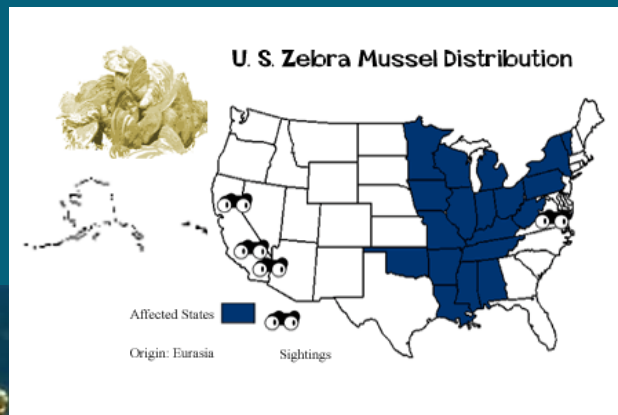 U. S. Zebra Mussel Distribution
Affected States
Origin: Eurasia
Sightings